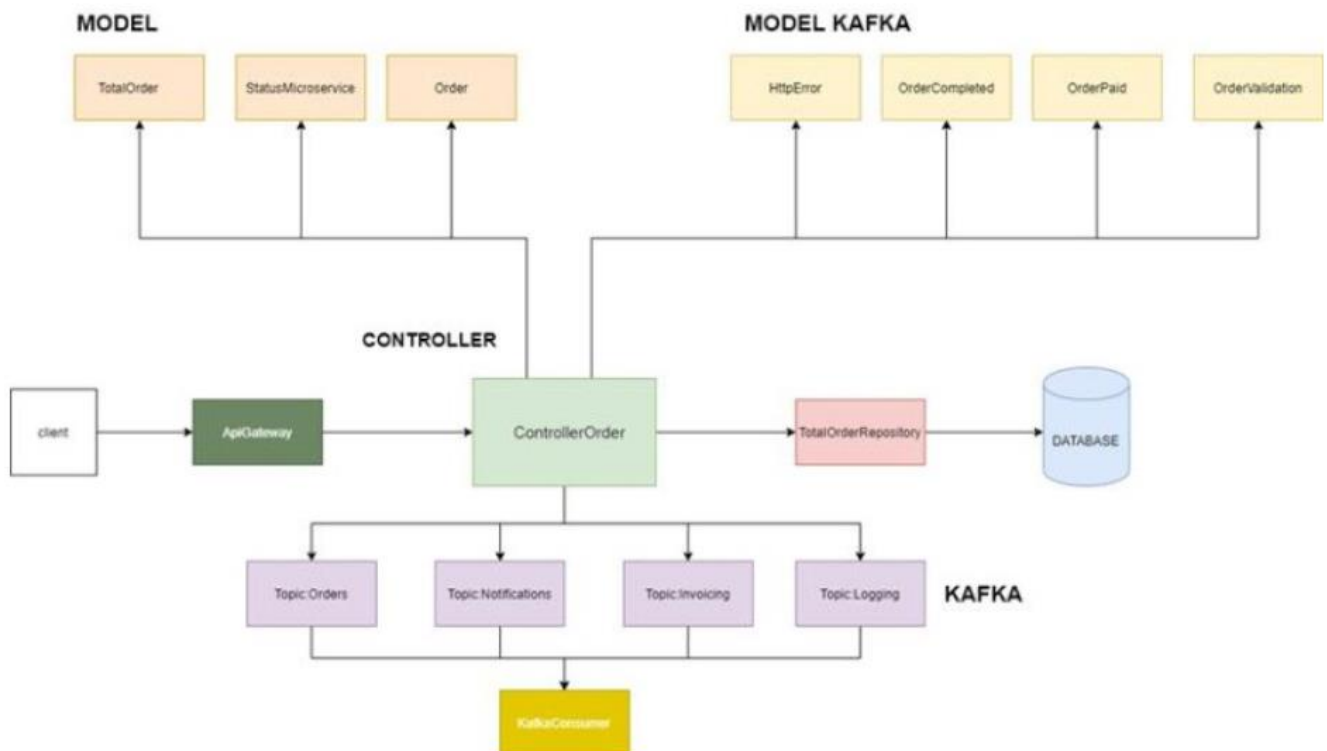 MODEL
MODEL KAFKA
TotalOrder
StatusMicroservice
Order
HttpError
OrderCompleted
OrderPaid
OrderValidation
CONTROLLER
client
ApiGateway
ControllerOrder
TotalOrderRepository
DATABASE
Topic:Orders
Topic:Notifications
Topic:Invoicing
Topic:Logging
KAFKA
KafkaConsumer